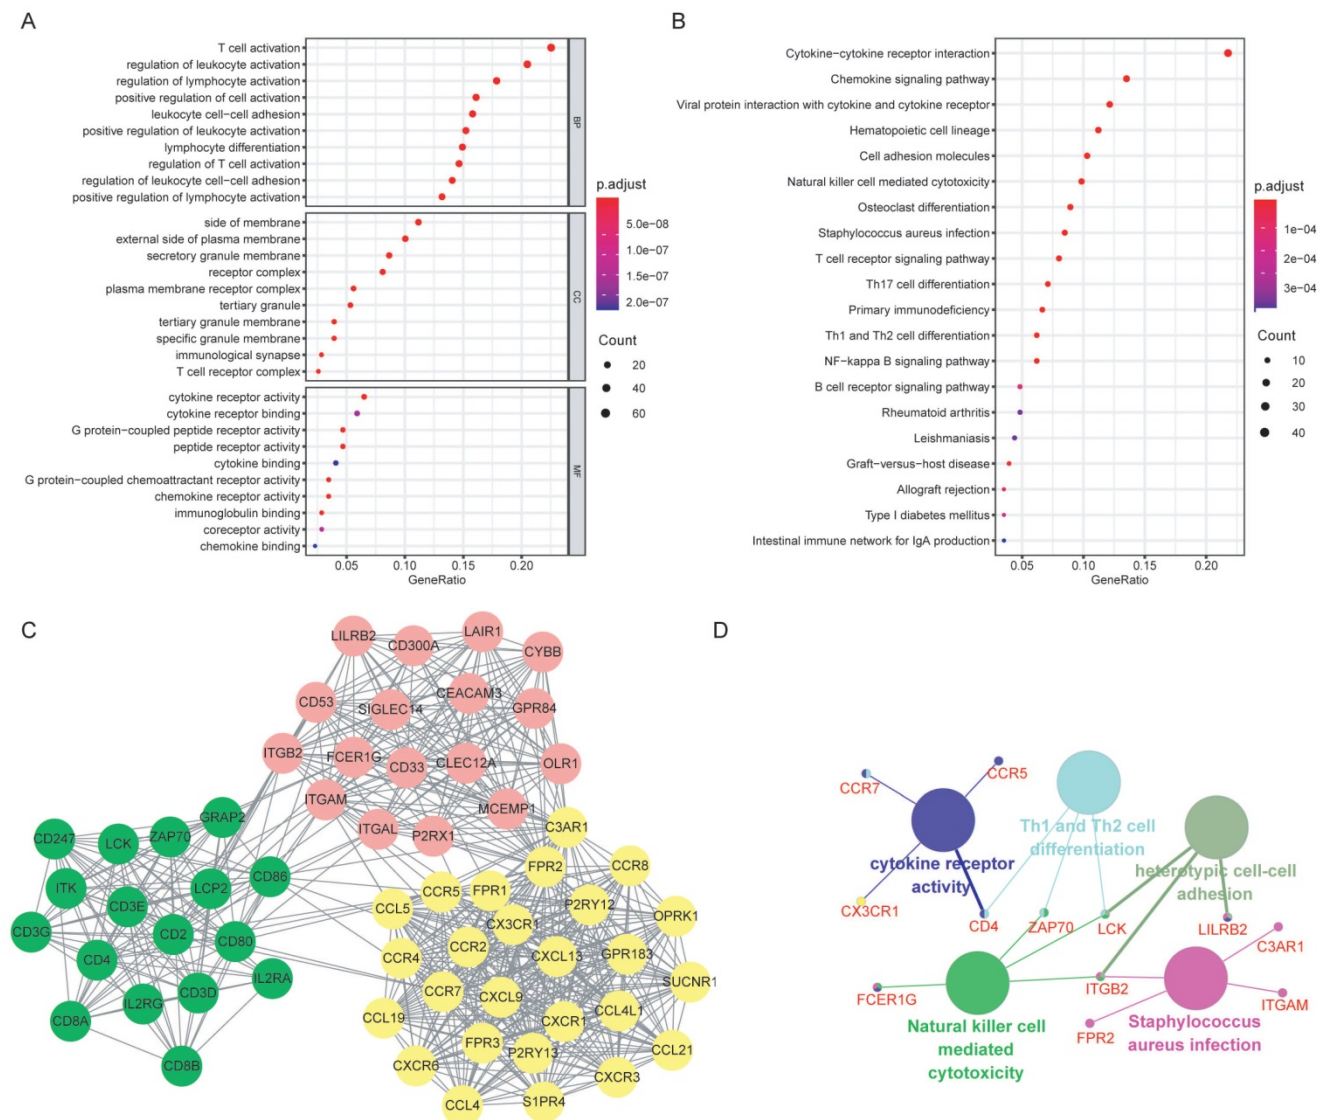 A
T cell activation
regulation of leukocyte activation
regulation of lymphocyte activation
positive regulation of cell activation
leukocyte cell−cell adhesion
positive regulation of leukocyte activation
lymphocyte differentiation
regulation of T cell activation
regulation of leukocyte cell−cell adhesion
positive regulation of lymphocyte activation
BP
side of membrane
external side of plasma membrane
secretory granule membrane
receptor complex
plasma membrane receptor complex
tertiary granule
tertiary granule membrane
specific granule membrane
immunological synapse
T cell receptor complex
CC
cytokine receptor activity
cytokine receptor binding
G protein−coupled peptide receptor activity
peptide receptor activity
cytokine binding
G protein−coupled chemoattractant receptor activity
chemokine receptor activity
immunoglobulin binding
coreceptor activity
chemokine binding
MF
0.05 0.10 0.15 0.20
GeneRatio
p.adjust
5.0e−08
1.0e−07
1.5e−07
2.0e−07
Count
20
40
60
B
Cytokine−cytokine receptor interaction
Chemokine signaling pathway
Viral protein interaction with cytokine and cytokine receptor
Hematopoietic cell lineage
Cell adhesion molecules
Natural killer cell mediated cytotoxicity
Osteoclast differentiation
Staphylococcus aureus infection
T cell receptor signaling pathway
Th17 cell differentiation
Primary immunodeficiency
Th1 and Th2 cell differentiation
NF−kappa B signaling pathway
B cell receptor signaling pathway
Rheumatoid arthritis
Leishmaniasis
Graft−versus−host disease
Allograft rejection
Type I diabetes mellitus
Intestinal immune network for IgA production
0.05 0.10 0.15 0.20
GeneRatio
p.adjust
1e−04
2e−04
3e−04
Count
10
20
30
40
C
LILRB2
CD300A
LAIR1
CYBB
CD53
SIGLEC14
CEACAM3
GPR84
ITGB2
FCER1G
CD33
CLEC12A
OLR1
ITGAM
ITGAL
P2RX1
MCEMP1
CD247
LCK
ZAP70
GRAP2
ITK
CD3E
LCP2
CD86
CD3G
CD4
CD2
CD80
IL2RA
CD8A
IL2RG
CD3D
CD8B
C3AR1
FPR2
CCR8
CCL5
CCR5
FPR1
P2RY12
OPRK1
CX3CR1
CCR4
CCR2
CXCL13
GPR183
SUCNR1
CCR7
CXCL9
CCL19
CXCR1
CCL4L1
FPR3
P2RY13
CCL21
CXCR6
CXCR3
CCL4
S1PR4
D
CCR7
CCR5
cytokine receptor
activity
Th1 and Th2 cell
differentiation
heterotypic cell-cell
adhesion
CX3CR1
CD4
ZAP70
LCK
LILRB2
C3AR1
FCER1G
ITGB2
ITGAM
FPR2
Natural killer cell
mediated
cytotoxicity
Staphylococcus
aureus infection